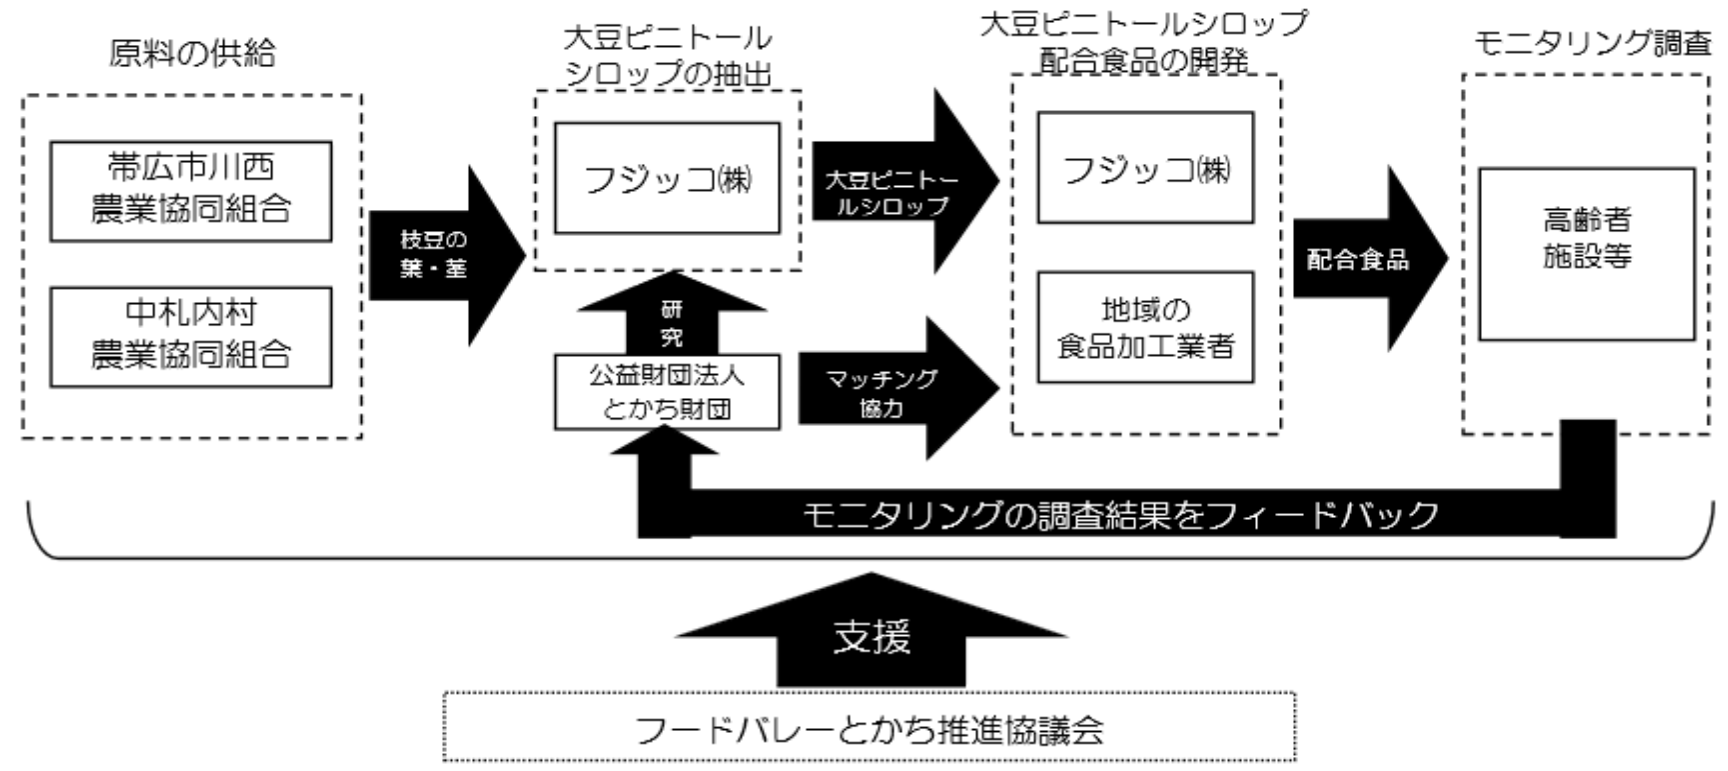 原料の供給
帯広市川西
農業協同組合
中札内村
農業協同組合
枝豆の
葉・茎
大豆ピニトール
シロップの抽出
フジッコ㈱
研
究
公益財団法人
とかち財団
大豆ピニトー
ルシロップ
マッチング
協力
大豆ピニトールシロップ
配合食品の開発
フジッコ㈱
地域の
食品加工業者
配合食品
モニタリング調査
高齢者
施設等
モニタリングの調査結果をフィードバック
支援
フードバレーとかち推進協議会